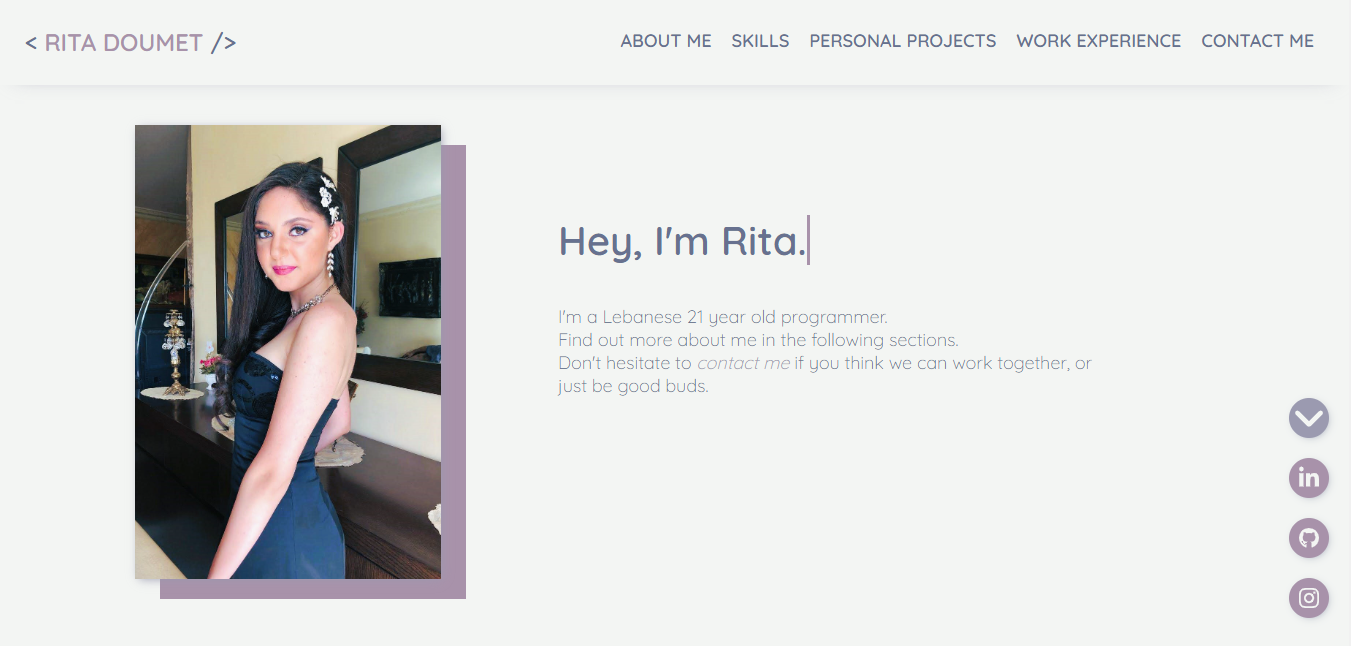 < RITA DOUMET />
ABOUT ME SKILLS PERSONAL PROJECTS WORK EXPERIENCE CONTACT ME
Hey, I'm Rita.
I'm a Lebanese 21 year old programmer.
Find out more about me in the following sections.
Don't hesitate to contact me if you think we can work together, or
just be good buds.
in